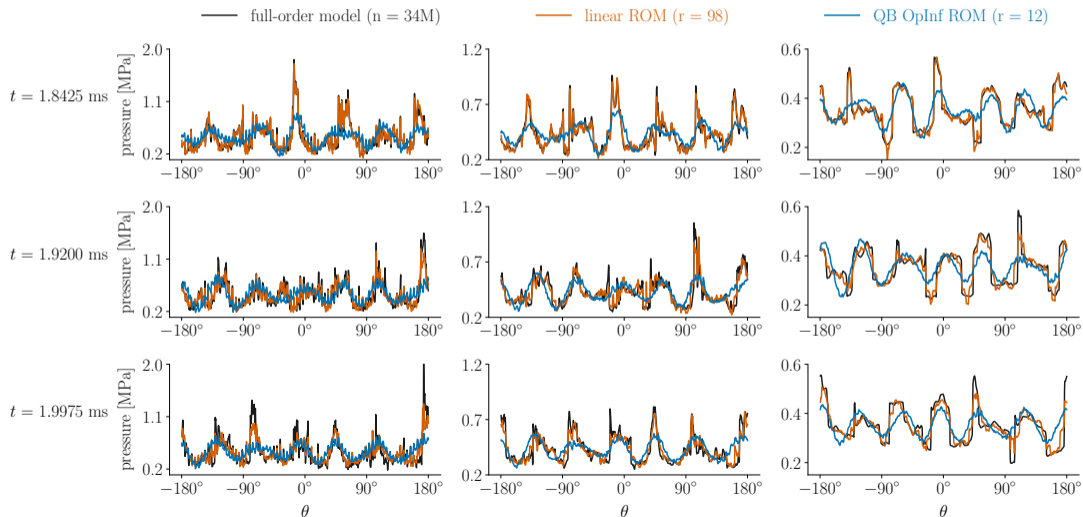 full-order model (n = 34M) linear ROM (r = 98) QB OpInf ROM (r = 12)
t = 1.8425 ms
pressure [MPa]
2.0
1.1
0.2
−180° −90° 0 90° 180°
1.2
0.7
0.2
−180° −90° 0 90° 180°
0.6
0.4
0.2
−180° −90° 0 90° 180°
t = 1.9200 ms
pressure [MPa]
2.0
1.1
0.2
−180° −90° 0 90° 180°
1.2
0.7
0.2
−180° −90° 0 90° 180°
0.6
0.4
0.2
−180° −90° 0 90° 180°
t = 1.9975 ms
pressure [MPa]
2.0
1.1
0.2
−180° −90° 0 90° 180°
θ
1.2
0.7
0.2
−180° −90° 0 90° 180°
θ
0.6
0.4
0.2
−180° −90° 0 90° 180°
θ